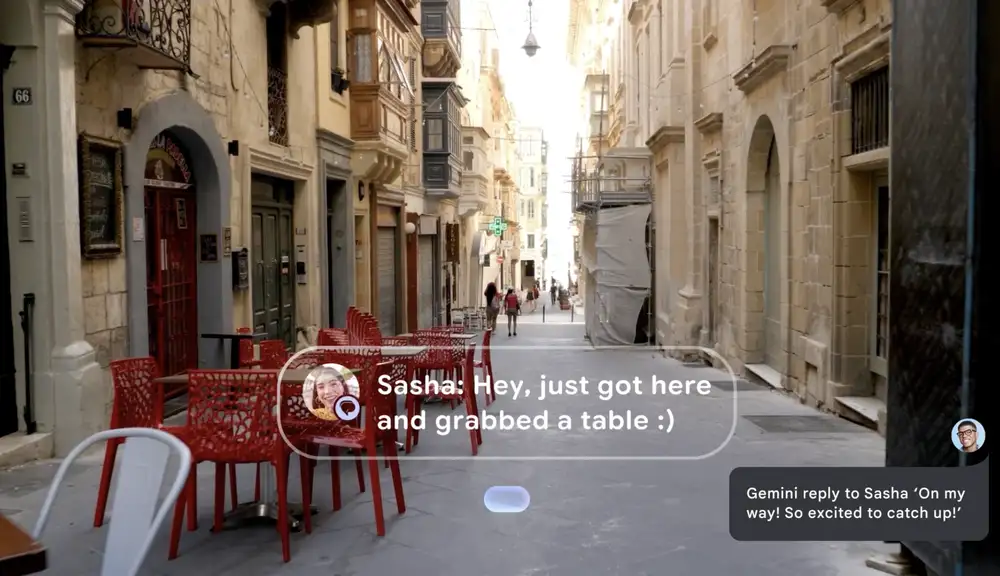 66
Sasha: Hey, just got here
and grabbed a table :)
Gemini reply to Sasha ‘On my
way! So excited to catch up!’